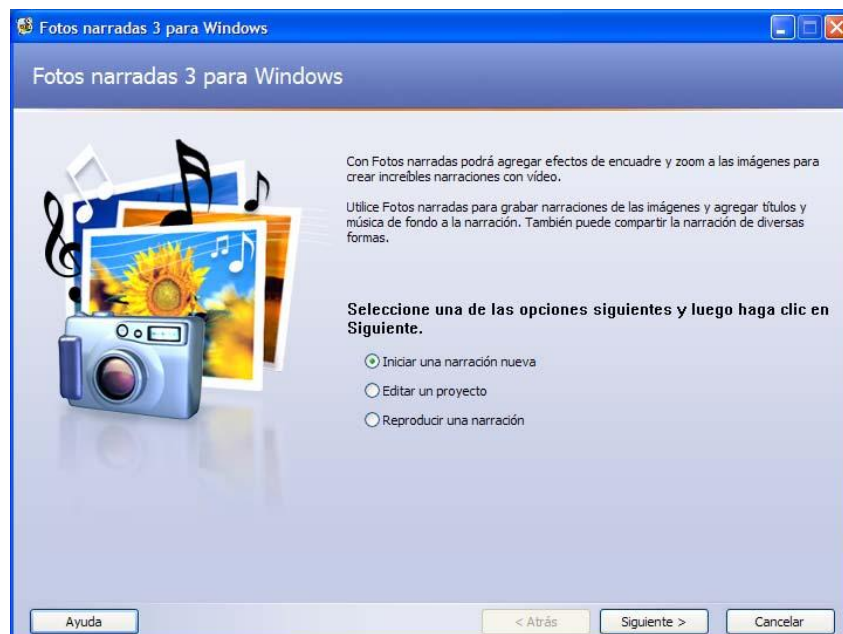 Fotos narradas 3 para Windows
Fotos narradas 3 para Windows
Con Fotos narradas podrá agregar efectos de encuadre y zoom a las imágenes para
crear increíbles narraciones con vídeo.
Utilice Fotos narradas para grabar narraciones de las imágenes y agregar títulos y
música de fondo a la narración. También puede compartir la narración de diversas
formas.
Seleccione una de las opciones siguientes y luego haga clic en
Siguiente.
Iniciar una narración nueva
Editar un proyecto
Reproducir una narración
Ayuda
< Atrás
Siguiente >
Cancelar